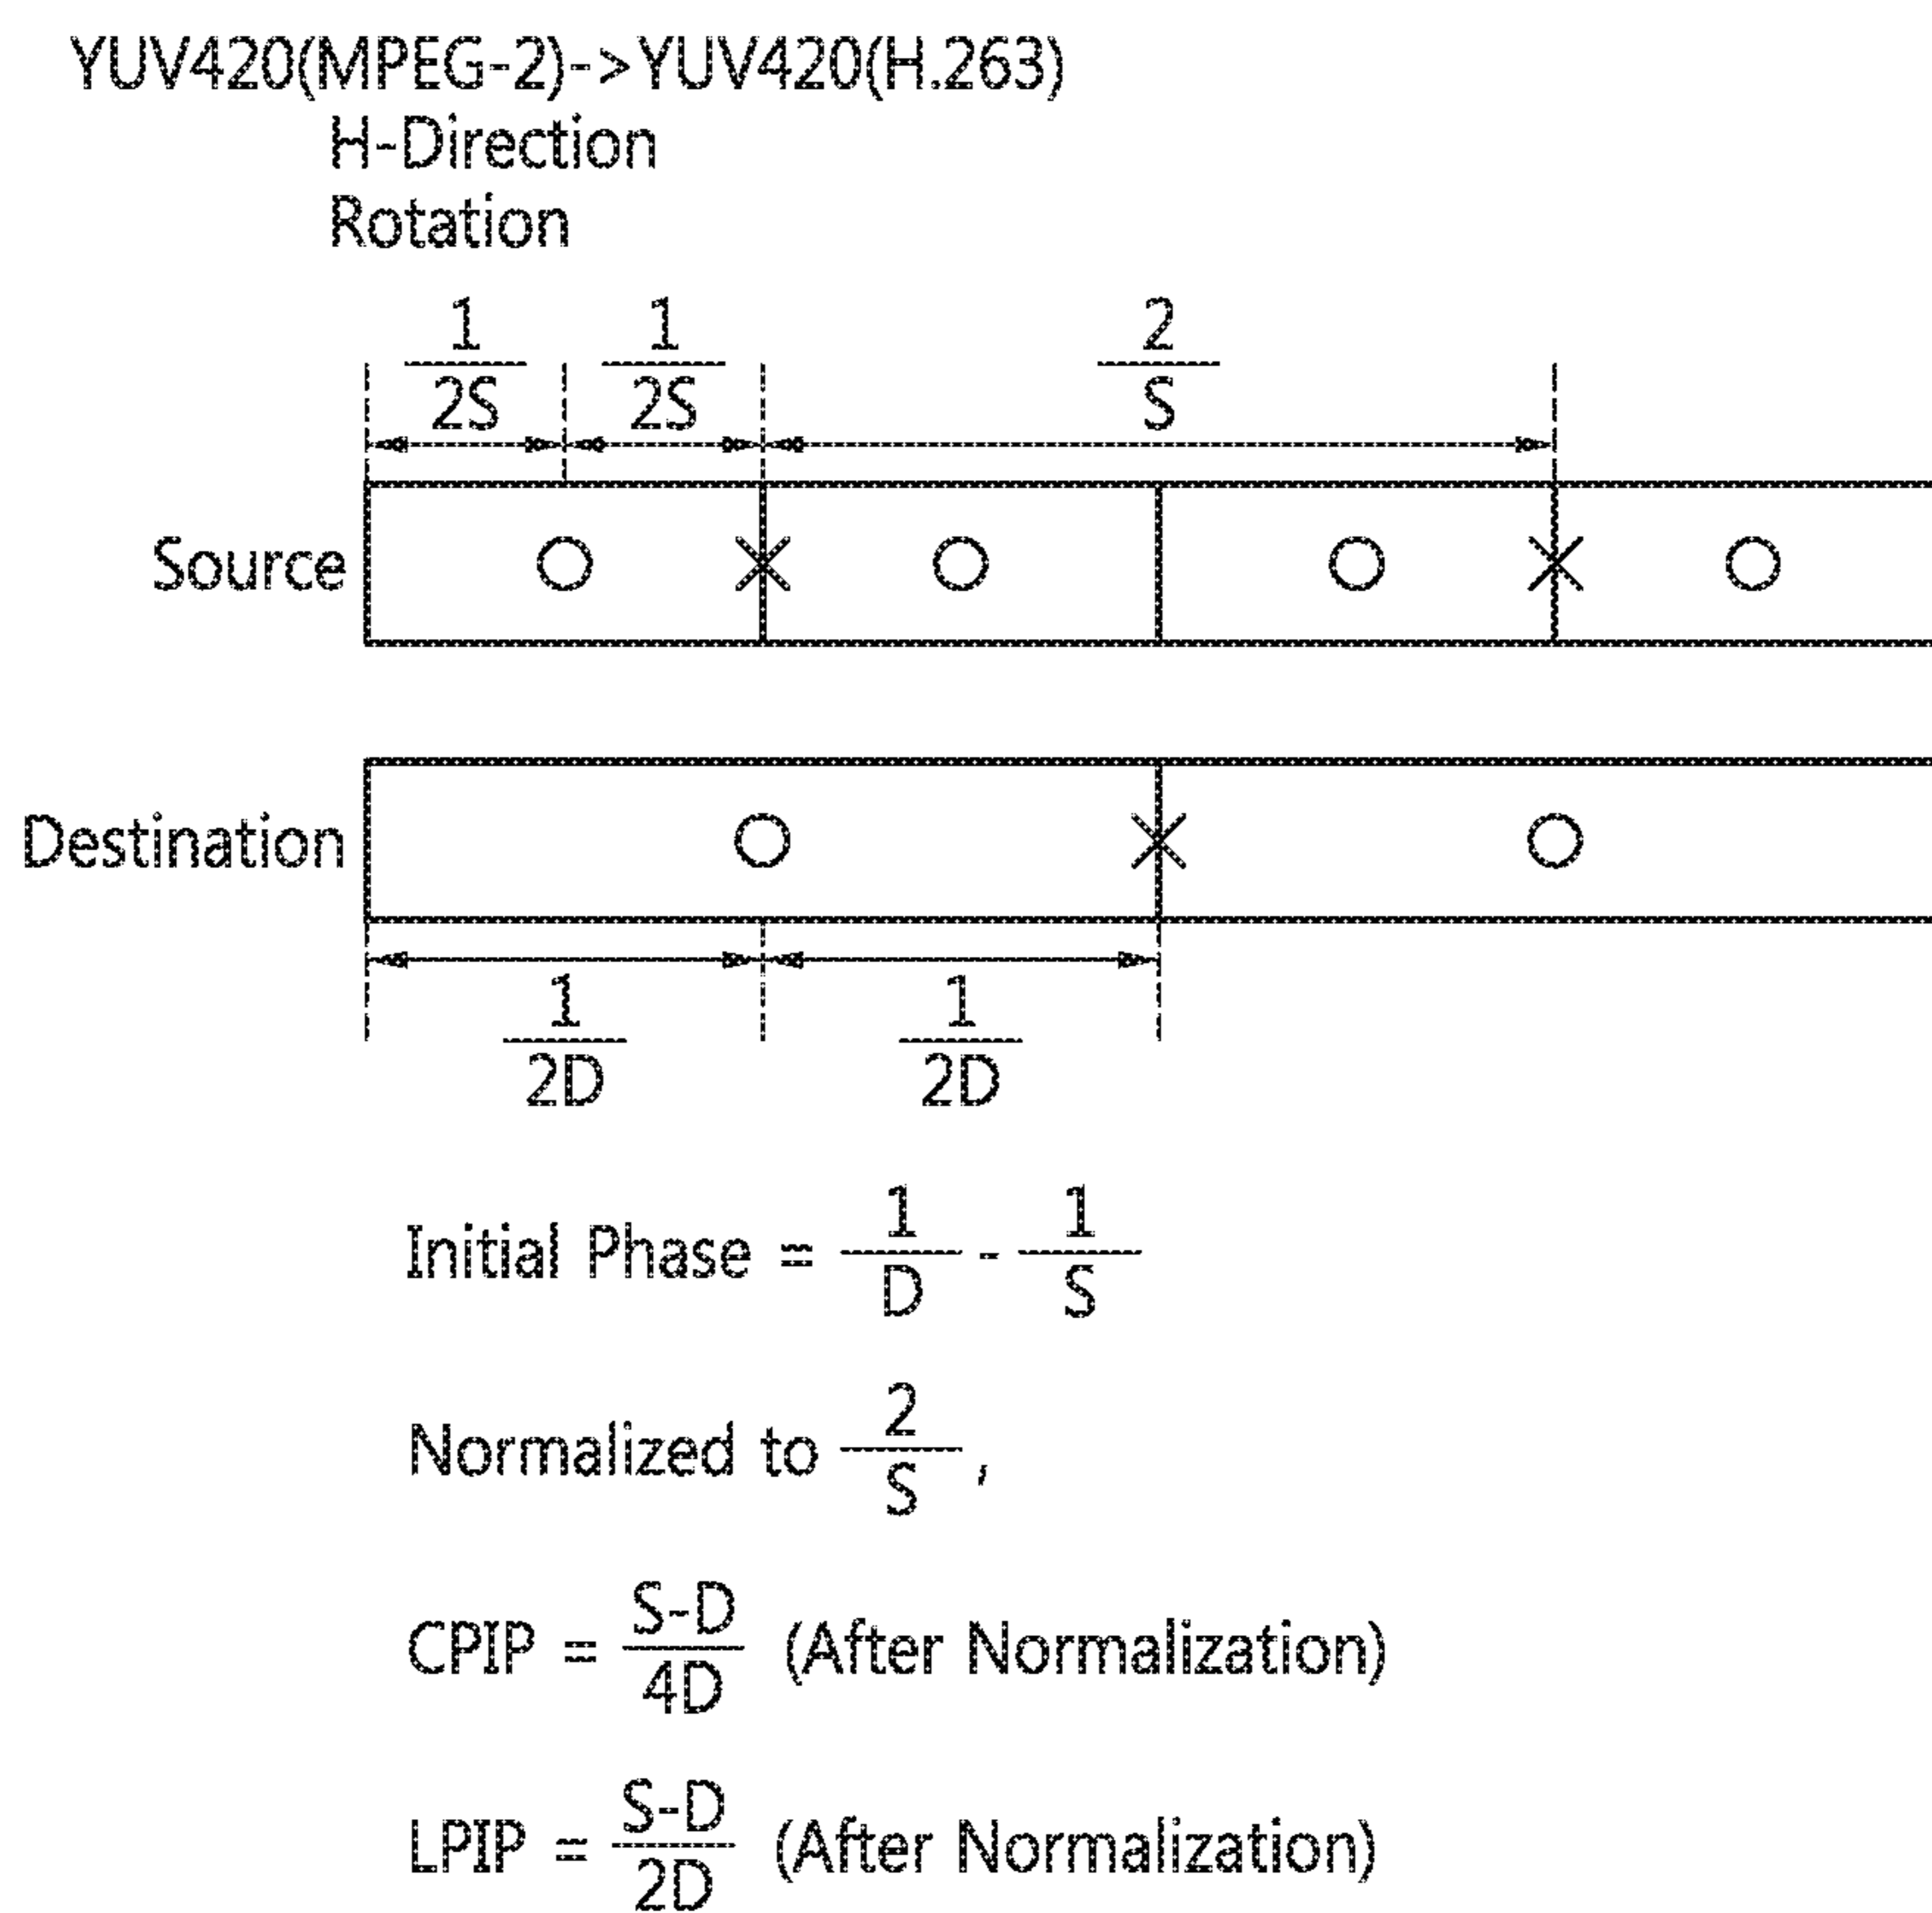 YUV420(MPEG-2)->YUV420(H.263)
H-Direction
Rotation
1/2S 1/2S 2/S
Source
Destination
1/2D 1/2D
Initial Phase = 1/D - 1/S
Normalized to 2/S ,
CPIP = S-D/4D (After Normalization)
LPIP = S-D/2D (After Normalization)